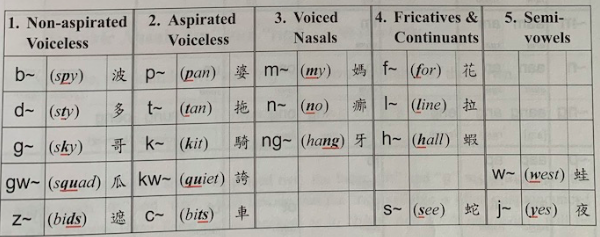 1. Non-aspirated Voiceless 2. Aspirated Voiceless 3. Voiced Nasals 4. Fricatives & Continuants 5. Semi-vowels
b~ (spy) 波 p~ (pan) 婆 m~ (my) 媽 f~ (for) 花
d~ (sty) 多 t~ (tan) 拖 n~ (no) l~ (line) 拉
g~ (sky) 哥 k~ (kit) 騎 ng~ (hang) 牙 h~ (hall) 蝦
gw~ (squad) 瓜 kw~ (quiet) 誇 w~ (west) 蛙
z~ (bids) 遮 c~ (bits) 車 s~ (see) 蛇 j~ (yes) 夜